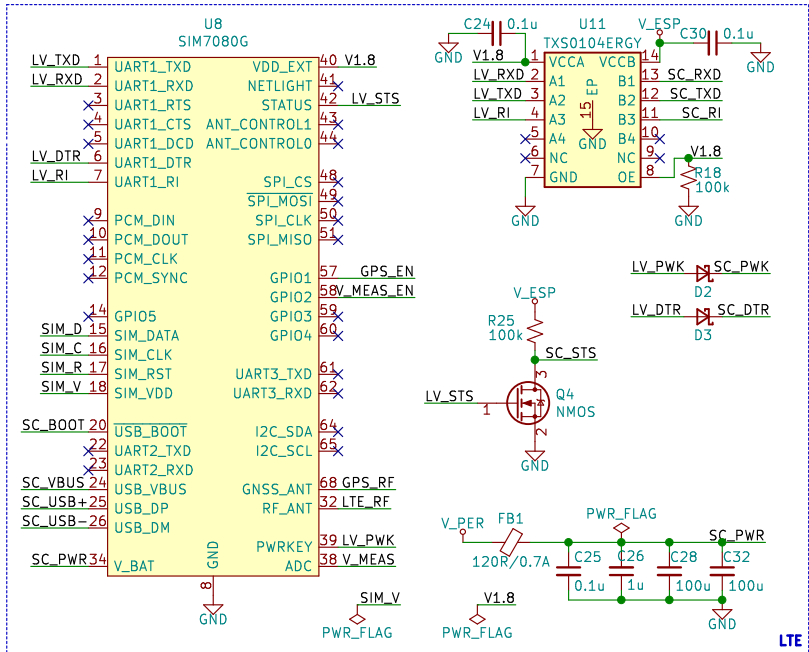 U8
SIM7080G
LV_TXD 1 UART1_TXD
LV_RXD 2 UART1_RXD
3 UART1_RTS
4 UART1_CTS
5 UART1_DCD
LV_DTR 6 UART1_DTR
LV_RI 7 UART1_RI
9 PCM_DIN
10 PCM_DOUT
11 PCM_CLK
12 PCM_SYNC
14 GPIO5
SIM_D 15 SIM_DATA
SIM_C 16 SIM_CLK
SIM_R 17 SIM_RST
SIM_V 18 SIM_VDD
SC_BOOT 20 USB_BOOT
22 UART2_TXD
23 UART2_RXD
SC_VBUS 24 USB_VBUS
SC_USB+ 25 USB_DP
SC_USB- 26 USB_DM
SC_PWR 34 V_BAT
GND
8
GND
VDD_EXT 40 V1.8
NETLIGHT 41
STATUS 42 LV_STS
ANT_CONTROL1 43
ANT_CONTROL0 44
SPI_CS 48
SPI_MOSI 49
SPI_CLK 50
SPI_MISO 51
GPIO1 57 GPS_EN
GPIO2 58 V_MEAS_EN
GPIO3 59
GPIO4 60
UART3_TXD 61
UART3_RXD 62
I2C_SDA 64
I2C_SCL 65
GNSS_ANT 68 GPS_RF
RF_ANT 32 LTE_RF
PWRKEY 39 LV_PWK
ADC 38 V_MEAS
C24 0.1u
GND
U11
TXS0104ERGY
V_ESP
C30 0.1u
GND
V1.8 1 VCCA VCCB 14
LV_RXD 2 A1 B1 13 SC_RXD
LV_TXD 3 A2 B2 12 SC_TXD
LV_RI 4 A3 B3 11 SC_RI
5 A4 B4 10
6 NC NC 9
7 GND OE 8
EP
15
GND
GND
V1.8
R18
100k
GND
LV_PWK SC_PWK
D2
LV_DTR SC_DTR
D3
V_ESP
R25
100k
SC_STS
3
LV_STS
1
Q4
NMOS
2
GND
V_PER
FB1
120R/0.7A
PWR_FLAG
SC_PWR
C25
0.1u
C26
1u
C28
100u
C32
100u
GND
SIM_V
PWR_FLAG
V1.8
PWR_FLAG
LTE